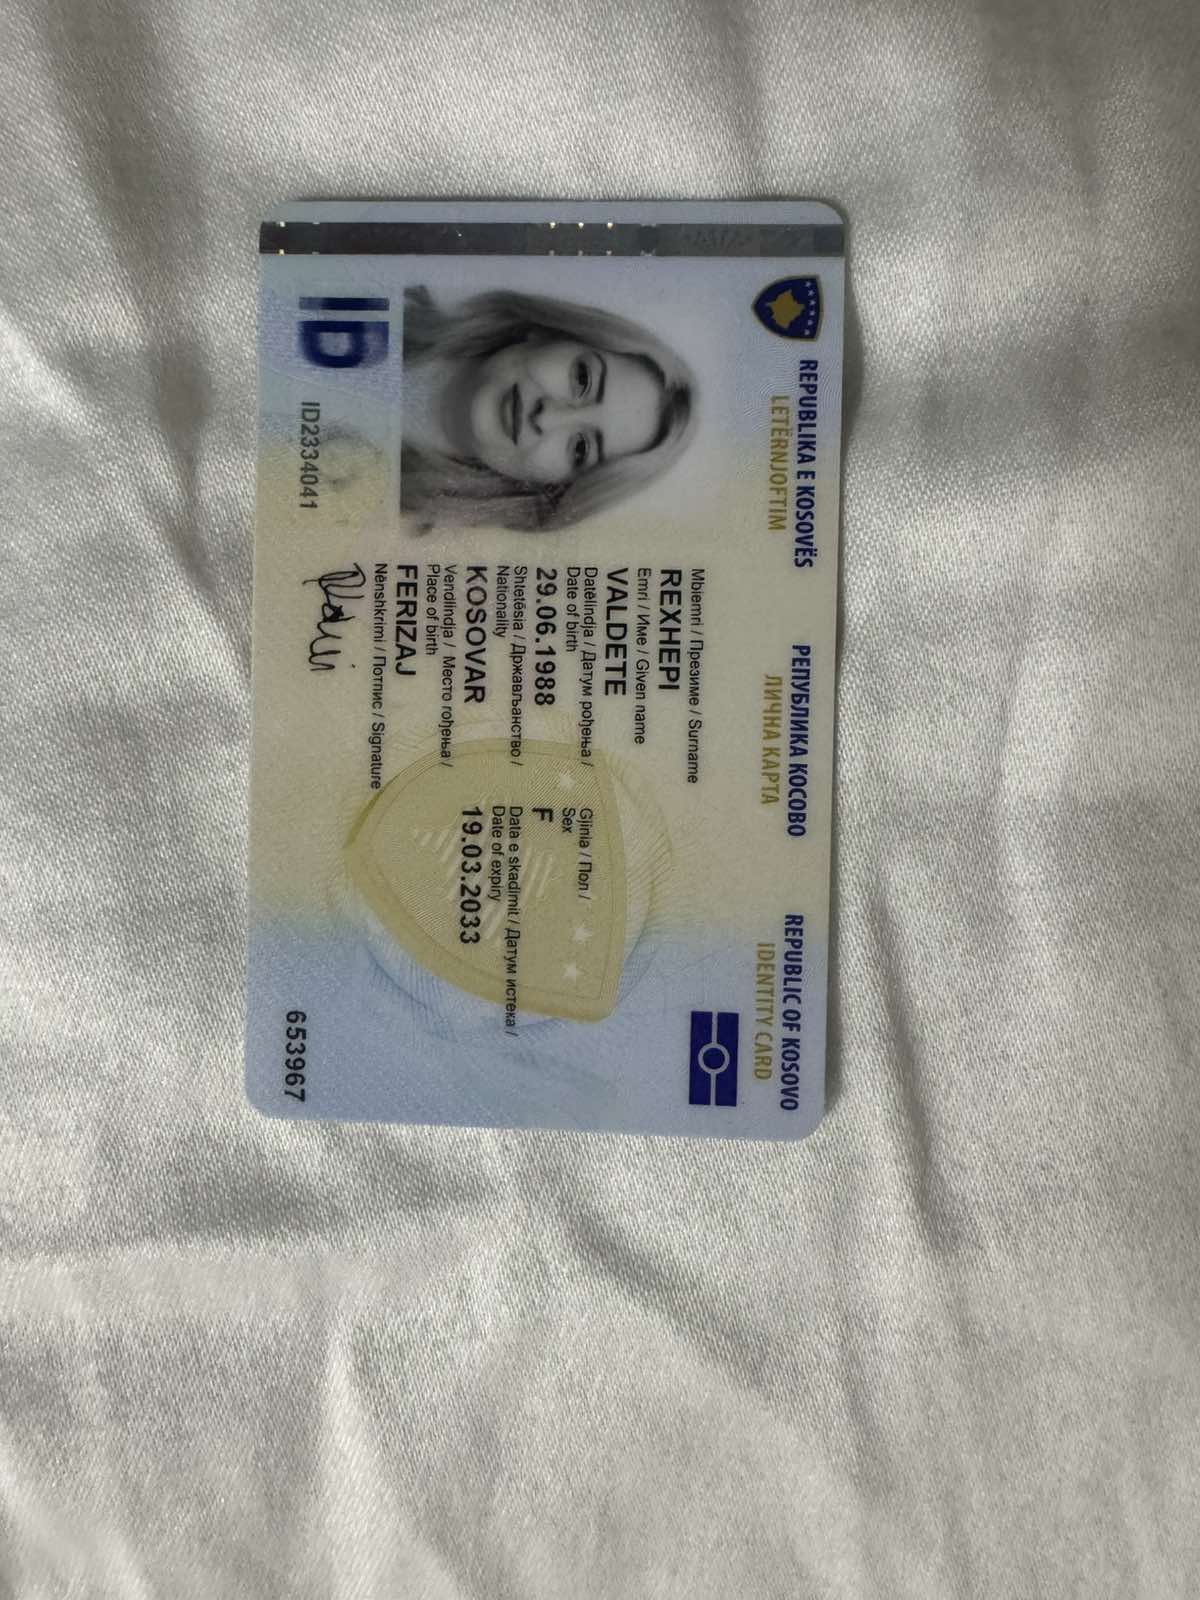 REPUBLIKA E KOSOVËS РЕПУБЛИКА КОСОВО REPUBLIC OF KOSOVO
LETËRNJOFTIM ЛИЧНА КАРТА IDENTITY CARD
Mbiemri / Презиме / Surname
REXHEPI
Emri / Име / Given name
VALDETE
Datëlindja / Датум рођења / Gjinia / Пол /
Date of birth Sex
29.06.1988 F
Shtetësia / Држављанство / Data e skadimit / Датум истека /
Nationality Date of expiry
KOSOVAR 19.03.2033
Vendlindja / Место рођења /
Place of birth
FERIZAJ
Nënshkrimi / Потпис / Signature
ID ID2334041
653967